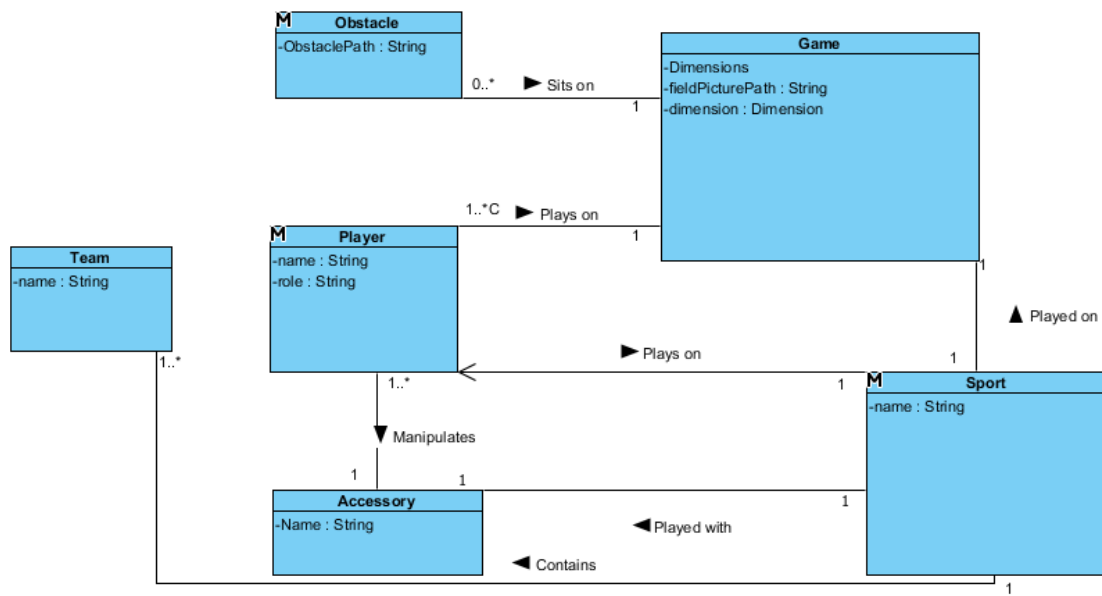 M
Obstacle
-ObstaclePath : String
0..*
Sits on
1
Game
-Dimensions
-fieldPicturePath : String
-dimension : Dimension
1..*C
Plays on
1
M
Player
-name : String
-role : String
Team
-name : String
1..*
1
Played on
1
Plays on
1..*
1
M
Sport
-name : String
Manipulates
1
1
Accessory
-Name : String
1
Played with
Contains
1